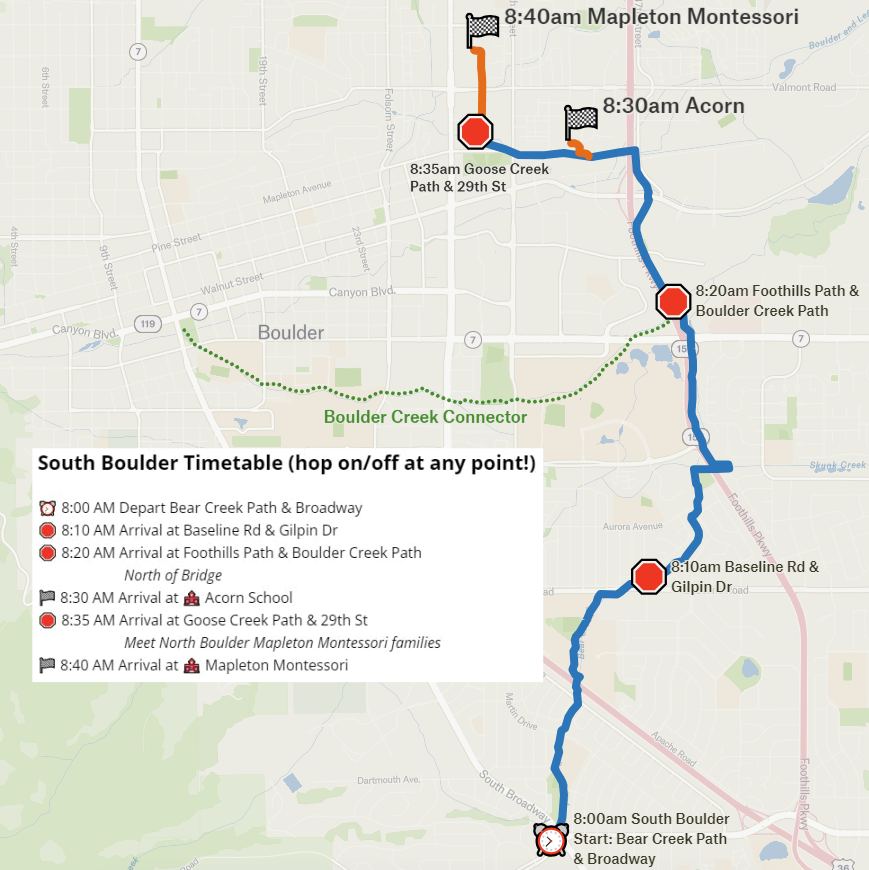 8:40am Mapleton Montessori
17th Street
Boulder and Le
7
6th Street
19th Street
Folsom Street
Valmont Road
8:30am Acorn
8:35am Goose Creek
Path & 29th St
Mapleton Avenue
4th Street
9th Street
Pine Street
23rd Street
Foothills Pkwy
Walnut Street
Canyon Blvd.
8:20am Foothills Path &
Boulder Creek Path
7
119
Canyon Blvd.
Boulder
7
7
Boulder Creek Connector
South Boulder Timetable (hop on/off at any point!)
8:00 AM Depart Bear Creek Path & Broadway
8:10 AM Arrival at Baseline Rd & Gilpin Dr
8:20 AM Arrival at Foothills Path & Boulder Creek Path
North of Bridge
8:30 AM Arrival at Acorn School
8:35 AM Arrival at Goose Creek Path & 29th St
Meet North Boulder Mapleton Montessori families
8:40 AM Arrival at Mapleton Montessori
Skunk Creek
Foothills Pkwy
Aurora Avenue
8:10am Baseline Rd &
Gilpin Dr
Martin Drive
Apache Road
Dartmouth Ave.
South Broadway
Foothills Pkwy
8:00am South Boulder
Start: Bear Creek Path
& Broadway
36